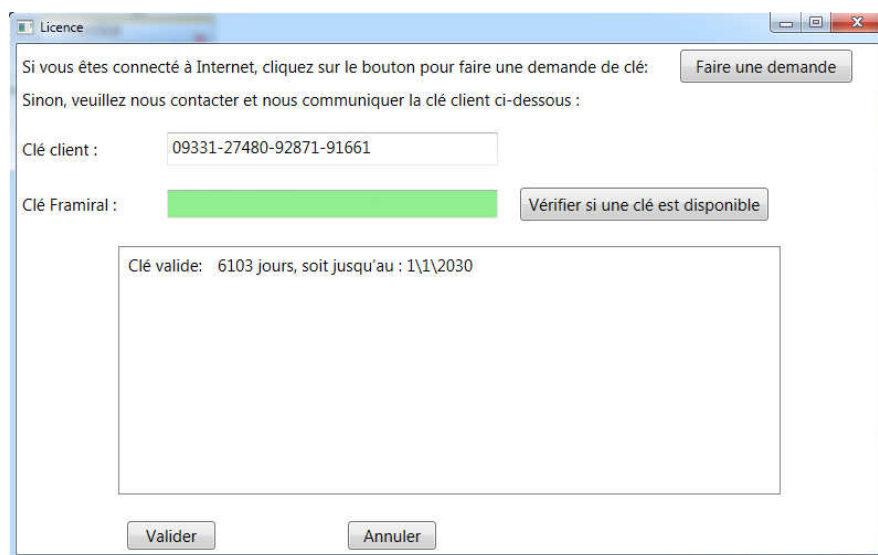 Licence
Si vous êtes connecté à Internet, cliquez sur le bouton pour faire une demande de clé:
Faire une demande
Sinon, veuillez nous contacter et nous communiquer la clé client ci-dessous :
Clé client :
09331-27480-92871-91661
Clé Framiral :
Vérifier si une clé est disponible
Clé valide: 6103 jours, soit jusqu'au : 1\1\2030
Valider
Annuler